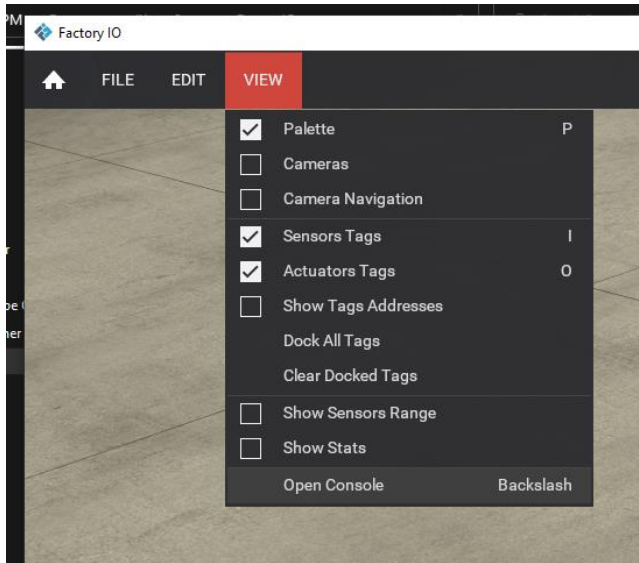 PM
Factory IO
FILE EDIT VIEW
Palette P
Cameras
Camera Navigation
Sensors Tags I
Actuators Tags O
Show Tags Addresses
Dock All Tags
Clear Docked Tags
Show Sensors Range
Show Stats
Open Console Backslash